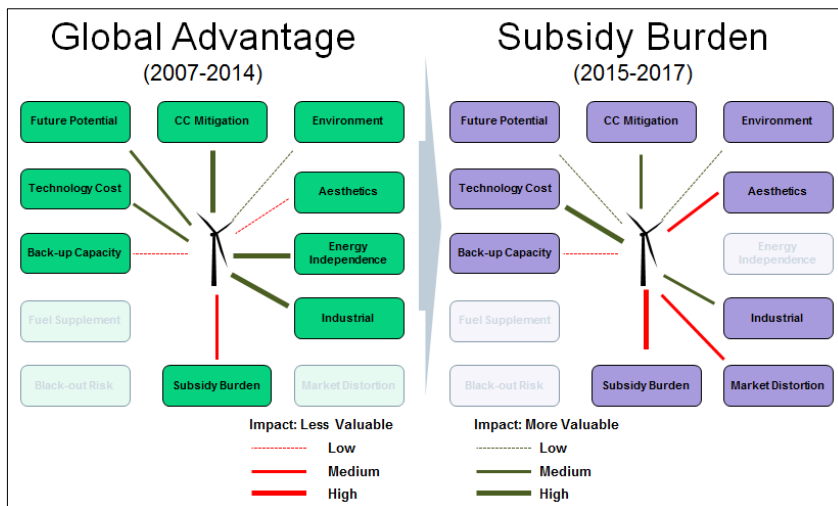 Global Advantage
(2007-2014)
Future Potential
CC Mitigation
Environment
Technology Cost
Aesthetics
Back-up Capacity
Energy
Independence
Fuel Supplement
Industrial
Black-out Risk
Subsidy Burden
Market Distortion
Subsidy Burden
(2015-2017)
Future Potential
CC Mitigation
Environment
Technology Cost
Aesthetics
Back-up Capacity
Energy
Independence
Fuel Supplement
Industrial
Black-out Risk
Subsidy Burden
Market Distortion
Impact: Less Valuable
Low
Medium
High
Impact: More Valuable
Low
Medium
High